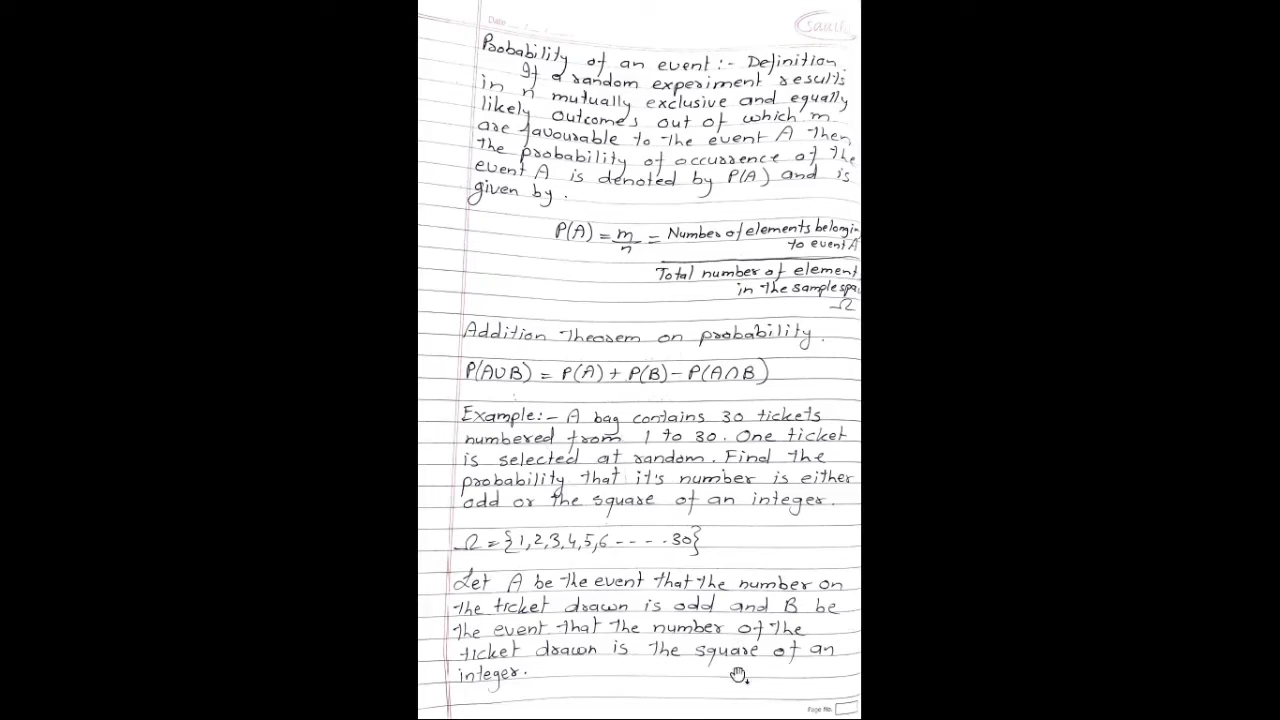 Date
Saathi
Probability of an event :- Definition.
If a random experiment results
in n mutually exclusive and equally
likely outcomes out of which m
are favourable to the event A then
the probability of occurrence of the
event A is denoted by P(A) and is
given by.
P(A) = m/n = Number of elements belongin
to event A
Total number of element
in the sample spa
Ω
Addition theorem on probability.
P(A∪B) = P(A) + P(B) - P(A∩B)
Example:- A bag contains 30 tickets
numbered from 1 to 30. One ticket
is selected at random. Find the
probability that it's number is either
odd or the square of an integer.
Ω = {1,2,3,4,5,6 - - - - .30}
Let A be the event that the number on
the ticket drawn is odd and B be
the event that the number of the
ticket drawn is the square of an
integer.
Page No.